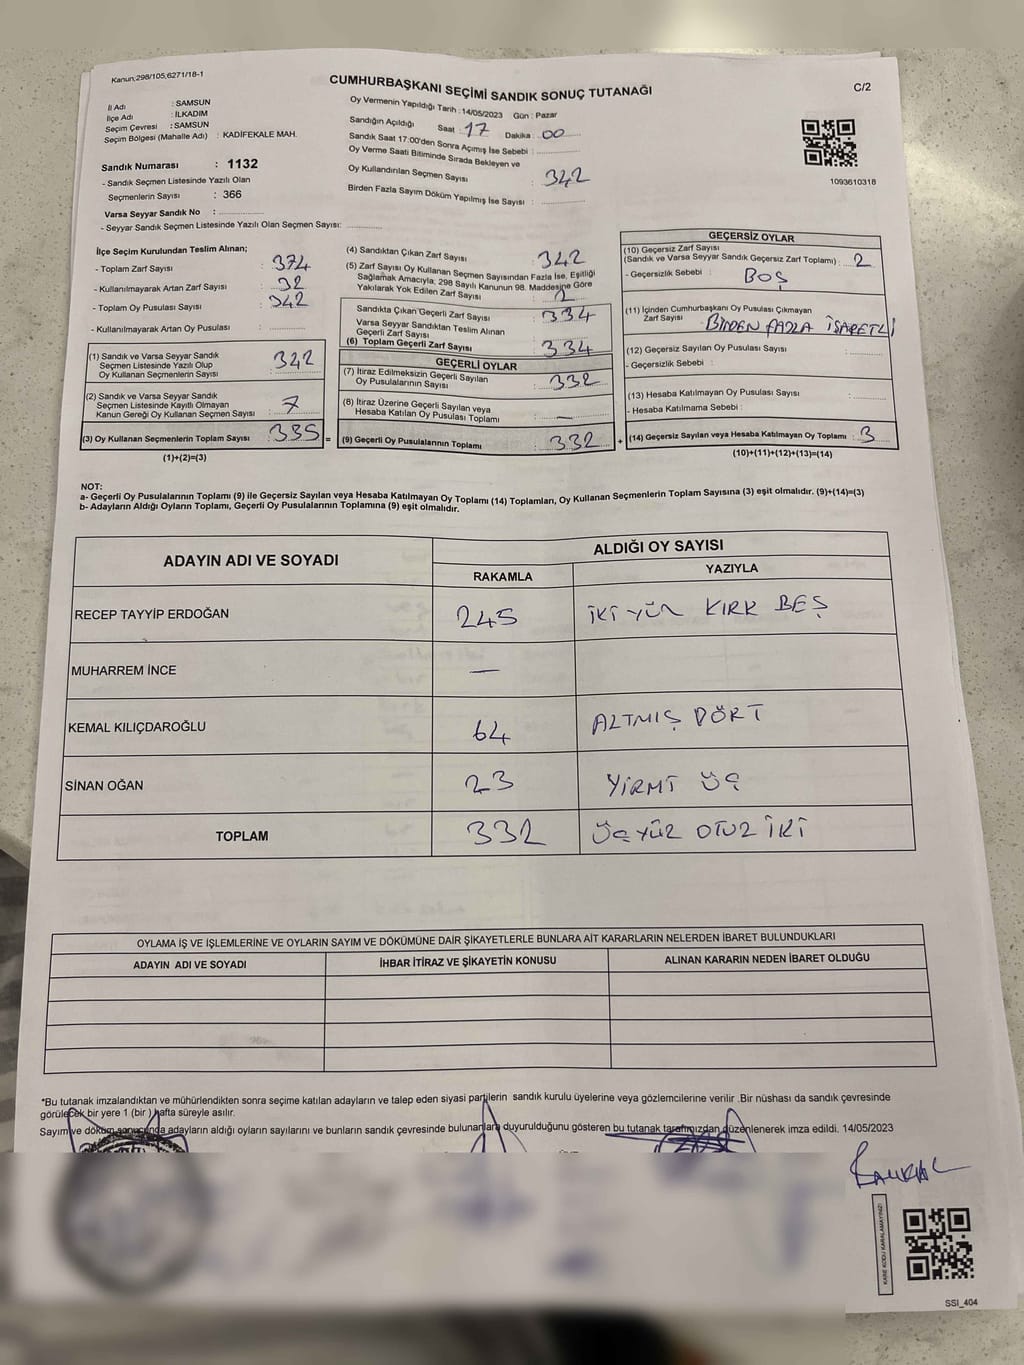 Kanun;298/105;6271/18-1
CUMHURBAŞKANI SEÇİMİ SANDIK SONUÇ TUTANAĞI
C/2
İl Adı : SAMSUN
İlçe Adı : İLKADIM
Seçim Çevresi : SAMSUN
Seçim Bölgesi (Mahalle Adı) : KADİFEKALE MAH.
Sandık Numarası : 1132
- Sandık Seçmen Listesinde Yazılı Olan
Seçmenlerin Sayısı : 366
Varsa Seyyar Sandık No :
- Seyyar Sandık Seçmen Listesinde Yazılı Olan Seçmen Sayısı:
Oy Vermenin Yapıldığı Tarih : 14/05/2023 Gün : Pazar
Sandığın Açıldığı Saat : 17 Dakika : 00
Sandık Saat 17:00'den Sonra Açımış İse Sebebi :
Oy Verme Saati Bitiminde Sırada Bekleyen ve
Oy Kullandırılan Seçmen Sayısı : 342
Birden Fazla Sayım Döküm Yapılmış İse Sayısı :
1093610318
İlçe Seçim Kurulundan Teslim Alınan;
- Toplam Zarf Sayısı : 374
- Kullanılmayarak Artan Zarf Sayısı : 32
- Toplam Oy Pusulası Sayısı : 342
- Kullanılmayarak Artan Oy Pusulası :
(1) Sandık ve Varsa Seyyar Sandık
Seçmen Listesinde Yazılı Olup
Oy Kullanan Seçmenlerin Sayısı : 342
(2) Sandık ve Varsa Seyyar Sandık
Seçmen Listesinde Kayıtlı Olmayan
Kanun Gereği Oy Kullanan Seçmen Sayısı : 7
(3) Oy Kullanan Seçmenlerin Toplam Sayısı : 335
(1)+(2)=(3)
(4) Sandıktan Çıkan Zarf Sayısı : 342
(5) Zarf Sayısı Oy Kullanan Seçmen Sayısından Fazla İse, Eşitliği
Sağlamak Amacıyla, 298 Sayılı Kanunun 98. Maddesine Göre
Yakılarak Yok Edilen Zarf Sayısı :
Sandıkta Çıkan Geçerli Zarf Sayısı : 334
Varsa Seyyar Sandıktan Teslim Alınan
Geçerli Zarf Sayısı
(6) Toplam Geçerli Zarf Sayısı : 334
GEÇERLİ OYLAR
(7) İtiraz Edilmeksizin Geçerli Sayılan
Oy Pusulalarının Sayısı : 332
(8) İtiraz Üzerine Geçerli Sayılan veya
Hesaba Katılan Oy Pusulası Toplamı : —
(9) Geçerli Oy Pusulalarının Toplamı : 332
GEÇERSİZ OYLAR
(10) Geçersiz Zarf Sayısı
(Sandık ve Varsa Seyyar Sandık Geçersiz Zarf Toplamı) : 2
- Geçersizlik Sebebi : BOŞ
(11) İçinden Cumhurbaşkanı Oy Pusulası Çıkmayan
Zarf Sayısı : BİRDEN FAZLA İŞARETLİ
(12) Geçersiz Sayılan Oy Pusulası Sayısı :
- Geçersizlik Sebebi :
(13) Hesaba Katılmayan Oy Pusulası Sayısı :
- Hesaba Katılmama Sebebi :
+ (14) Geçersiz Sayılan veya Hesaba Katılmayan Oy Toplamı : 3
(10)+(11)+(12)+(13)=(14)
NOT:
a- Geçerli Oy Pusulalarının Toplamı (9) ile Geçersiz Sayılan veya Hesaba Katılmayan Oy Toplamı (14) Toplamları, Oy Kullanan Seçmenlerin Toplam Sayısına (3) eşit olmalıdır. (9)+(14)=(3)
b- Adayların Aldığı Oyların Toplamı, Geçerli Oy Pusulalarının Toplamına (9) eşit olmalıdır.
ADAYIN ADI VE SOYADI ALDIĞI OY SAYISI
RAKAMLA YAZIYLA
RECEP TAYYİP ERDOĞAN 245 İKİ YÜZ KIRK BEŞ
MUHARREM İNCE —
KEMAL KILIÇDAROĞLU 64 ALTMIŞ DÖRT
SİNAN OĞAN 23 YİRMİ ÜÇ
TOPLAM 332 ÜÇ YÜZ OTUZ İKİ
OYLAMA İŞ VE İŞLEMLERİNE VE OYLARIN SAYIM VE DÖKÜMÜNE DAİR ŞİKAYETLERLE BUNLARA AİT KARARLARIN NELERDEN İBARET BULUNDUKLARI
ADAYIN ADI VE SOYADI İHBAR İTİRAZ VE ŞİKAYETİN KONUSU ALINAN KARARIN NEDEN İBARET OLDUĞU
*Bu tutanak imzalandıktan ve mühürlendikten sonra seçime katılan adayların ve talep eden siyasi partilerin sandık kurulu üyelerine veya gözlemcilerine verilir .Bir nüshası da sandık çevresinde
görülecek bir yere 1 (bir ) hafta süreyle asılır.
Sayım ve döküm sonucunda adayların aldığı oyların sayılarını ve bunların sandık çevresinde bulunanlara duyurulduğunu gösteren bu tutanak tarafımızdan düzenlenerek imza edildi. 14/05/2023
KARE KODU KARALAMAYINIZ!
SSI_404